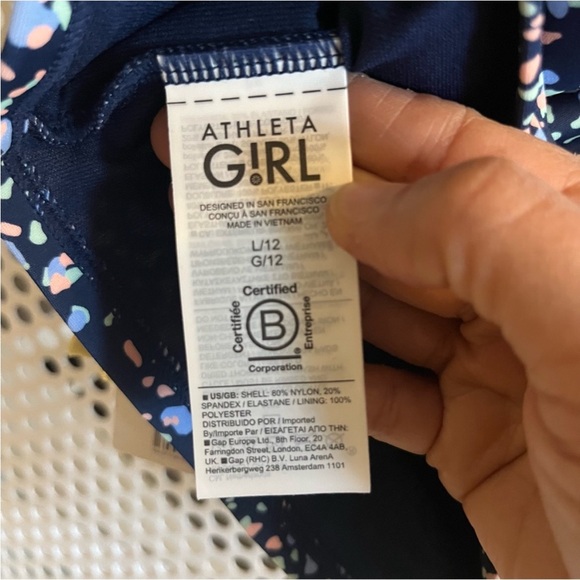 ATHLETA
G!RL
DESIGNED IN SAN FRANCISCO
CONÇU À SAN FRANCISCO
MADE IN VIETNAM
L/12
G/12
Certified
Certifiée
B
Entreprise
Corporation
US/GB: SHELL: 80% NYLON, 20%
SPANDEX / ELASTANE / LINING: 100%
POLYESTER
DISTRIBUIDO POR / Imported
By/Importe Par / ΕΙΣΑΓΕΤΑΙ ΑΠΟ ΤΗΝ:
Gap Europe Ltd., 8th Floor, 20
Farringdon Street, London, EC4A 4AB,
UK. Gap (RHC) B.V. Luna ArenA
Herikerbergweg 238 Amsterdam 1101